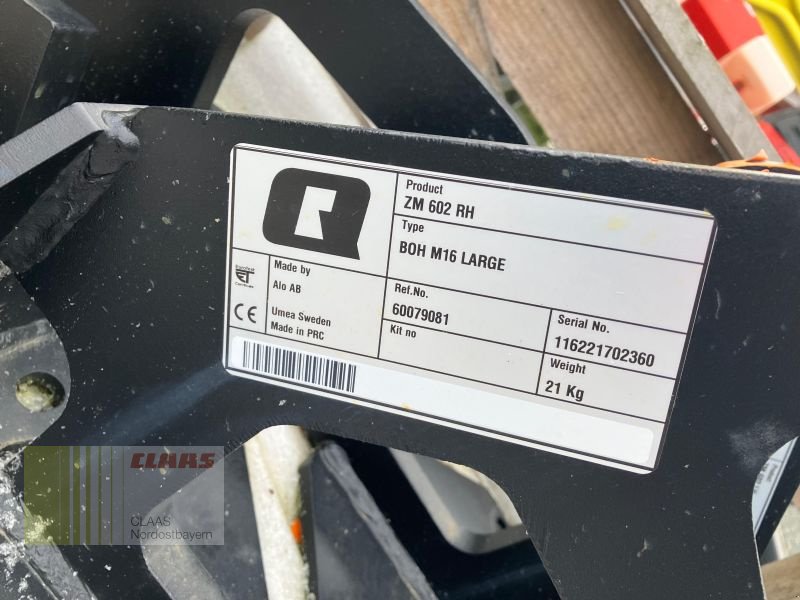 Product
ZM 602 RH
Type
BOH M16 LARGE
Made by
Alo AB
Umea Sweden
Made in PRC
Ref.No.
60079081
Kit no
Serial No.
116221702360
Weight
21 Kg
CE
CLAAS
CLAAS
Nordostbayern